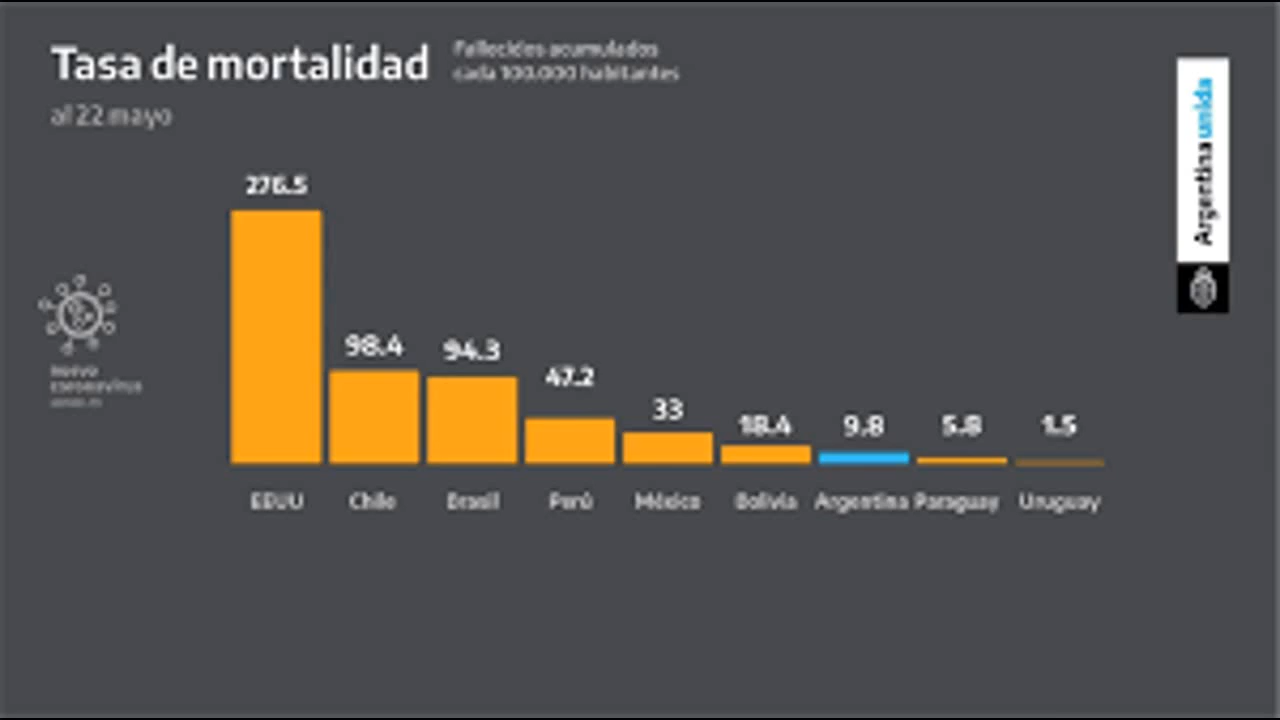 Tasa de mortalidad
Fallecidos acumulados
cada 100.000 habitantes
al 22 mayo
276.5
98.4
94.3
47.2
33
18.4
9.8
5.8
1.5
EEUU
Chile
Brasil
Perú
México
Bolivia
Argentina
Paraguay
Uruguay
nuevo
coronavirus
Argentina unida